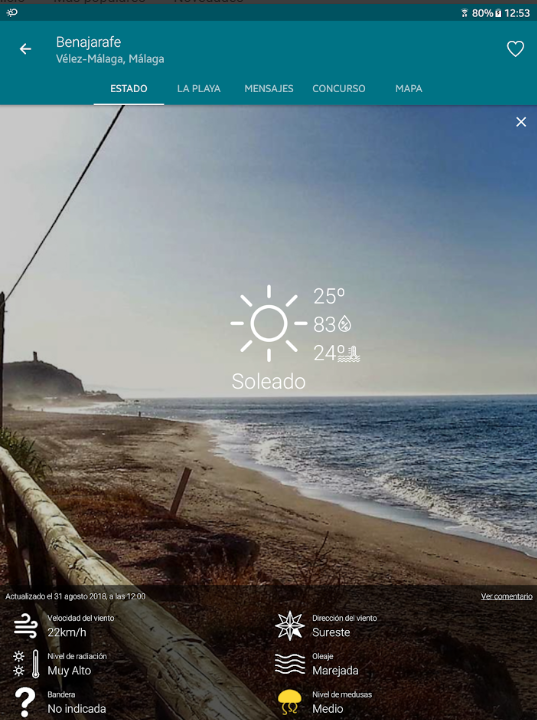 80% 12:53
Benajarafe
Vélez-Málaga, Málaga
ESTADO LA PLAYA MENSAJES CONCURSO MAPA
25º
83
24º
Soleado
Actualizado el 31 agosto 2018, a las 12:00 Ver comentario
Velocidad del viento
22km/h
Dirección del viento
Sureste
Nivel de radiación
Muy Alto
Oleaje
Marejada
Bandera
No indicada
Nivel de medusas
Medio